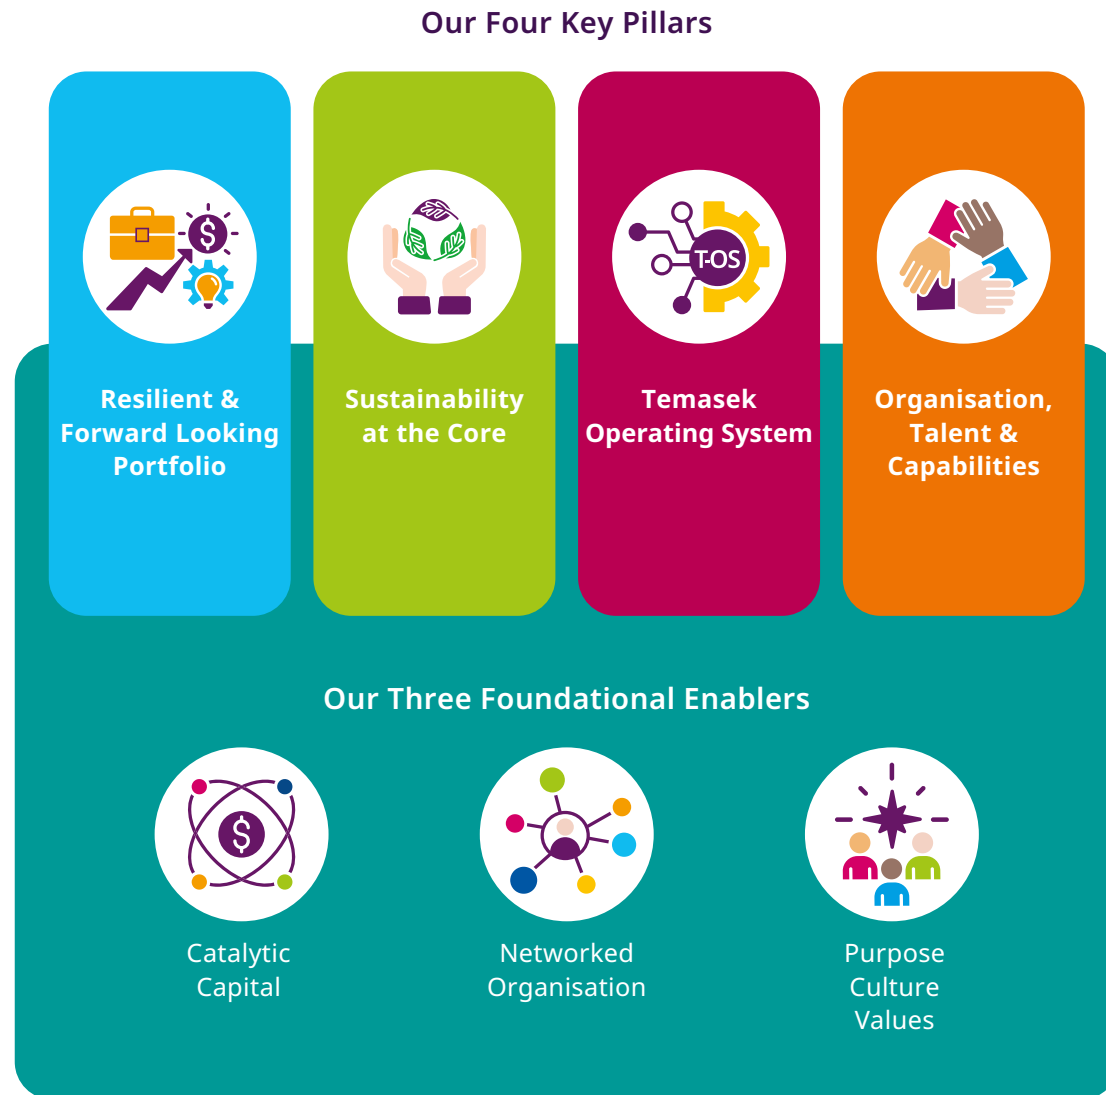 Our Four Key Pillars
T-OS
Resilient &
Forward Looking
Portfolio
Sustainability
at the Core
Temasek
Operating System
Organisation,
Talent &
Capabilities
Our Three Foundational Enablers
$
Catalytic
Capital
Networked
Organisation
Purpose
Culture
Values